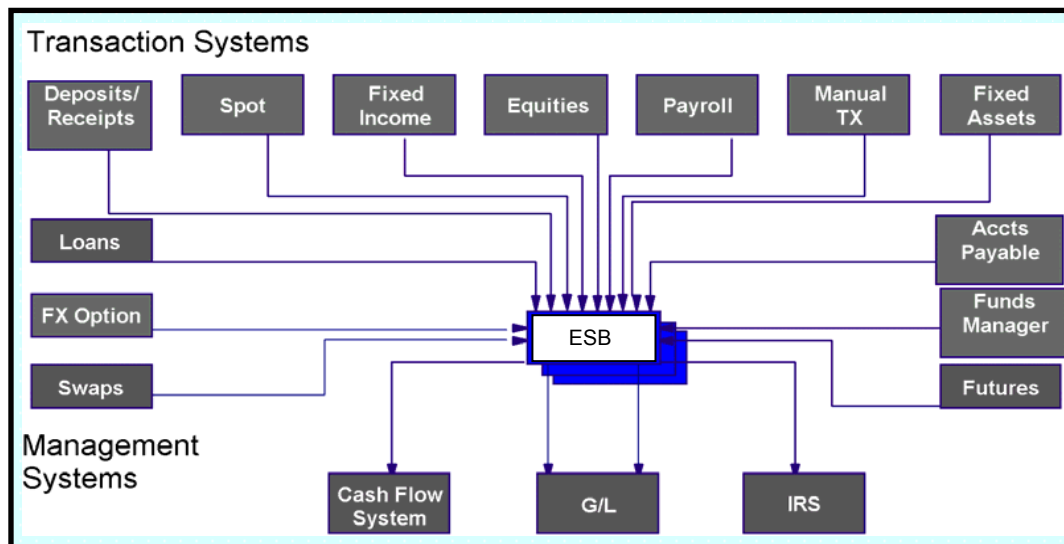 Transaction Systems
Deposits/
Receipts
Spot
Fixed
Income
Equities
Payroll
Manual
TX
Fixed
Assets
Loans
Accts
Payable
FX Option
Funds
Manager
ESB
Swaps
Futures
Management
Systems
Cash Flow
System
G/L
IRS